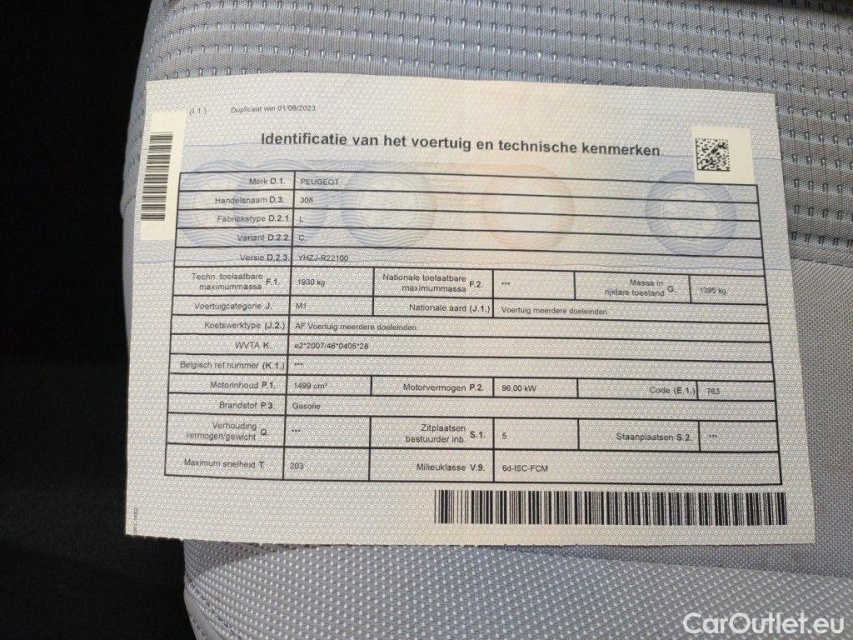 (I.1.) Duplicaat van 01/06/2023
Identificatie van het voertuig en technische kenmerken
Merk D.1. PEUGEOT
Handelsnaam D.3. 308
Fabriekstype D.2.1. L
Variant D.2.2. C
Versie D.2.3. YHZJ-R22100
Techn. toelaatbare maximummassa F.1. 1930 kg Nationale toelaatbare maximummassa F.2. *** Massa in rijklare toestand G. 1395 kg
Voertuigcategorie J. M1 Nationale aard (J.1.) Voertuig meerdere doeleinden
Koetswerktype (J.2.) AF Voertuig meerdere doeleinden
WVTA K. e2*2007/46*0405*28
Belgisch ref.nummer (K.1.) ***
Motorinhoud P.1. 1499 cm³ Motorvermogen P.2. 96,00 kW Code (E.1.) 763
Brandstof P.3. Gasolie
Verhouding vermogen/gewicht Q. *** Zitplaatsen bestuurder inb. S.1. 5 Staanplaatsen S.2. ***
Maximum snelheid T. 203 Milieuklasse V.9. 6d-ISC-FCM
CarOutlet.eu